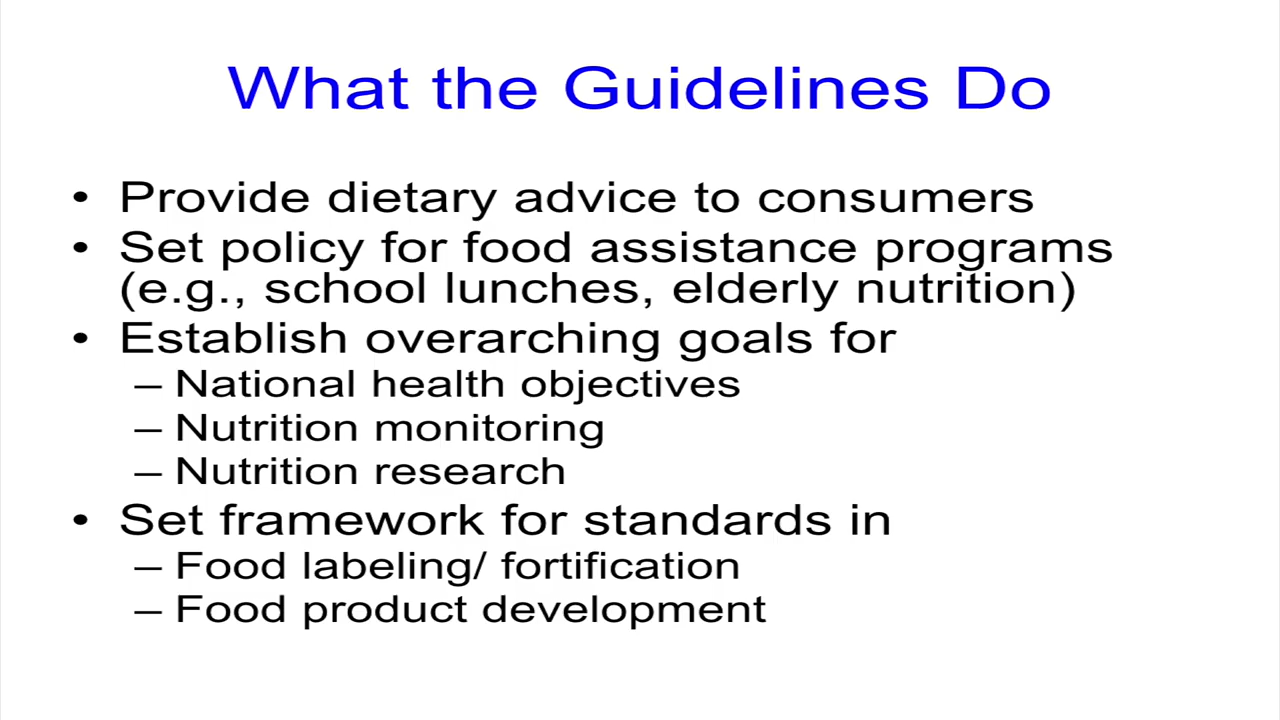 What the Guidelines Do
• Provide dietary advice to consumers
• Set policy for food assistance programs
(e.g., school lunches, elderly nutrition)
• Establish overarching goals for
– National health objectives
– Nutrition monitoring
– Nutrition research
• Set framework for standards in
– Food labeling/ fortification
– Food product development